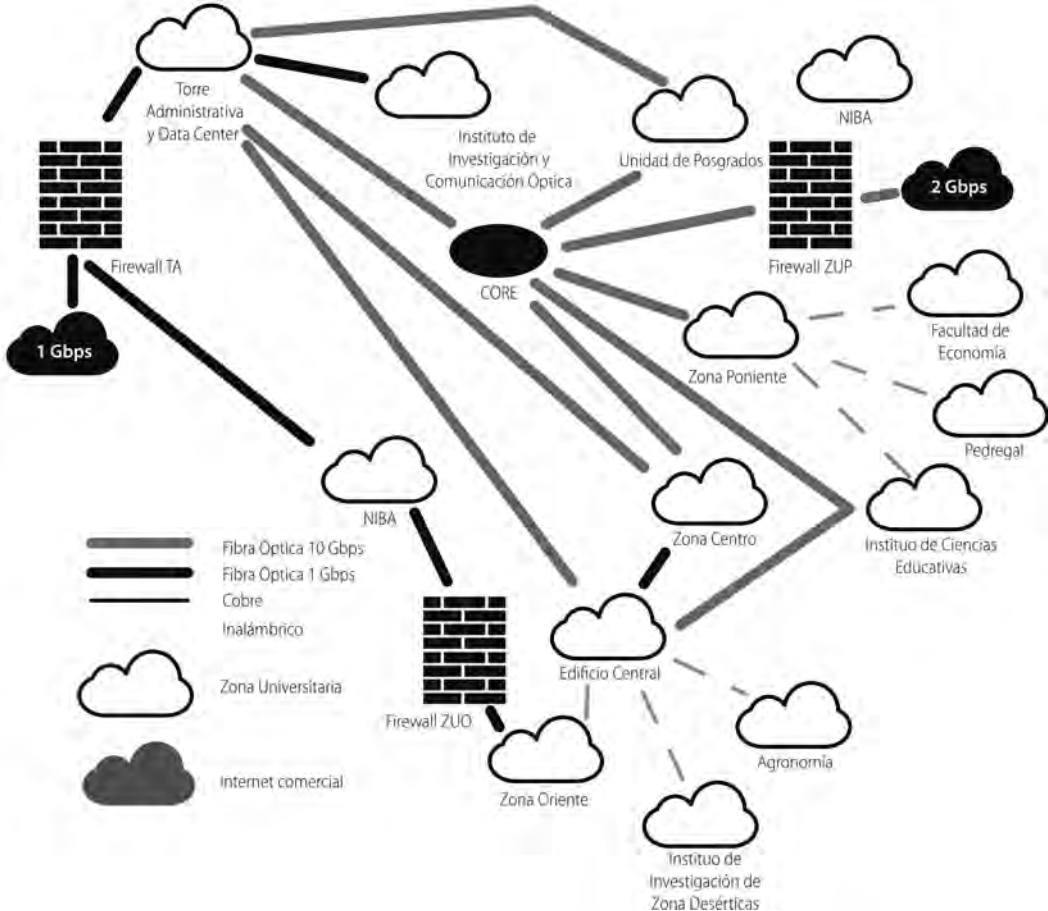 Torre
Administrativa
y Data Center
Instituto de
Investigación y
Comunicación Óptica
Unidad de Posgrados
NIBA
2 Gbps
Firewall TA
CORE
Firewall ZUP
1 Gbps
Zona Poniente
Facultad de
Economía
Pedregal
NIBA
Zona Centro
Instituo de Ciencias
Educativas
Fibra Óptica 10 Gbps
Fibra Óptica 1 Gbps
Cobre
Inalámbrico
Zona Universitaria
Internet comercial
Edificio Central
Firewall ZUO
Zona Oriente
Agronomía
Instituo de
Investigación de
Zona Desérticas